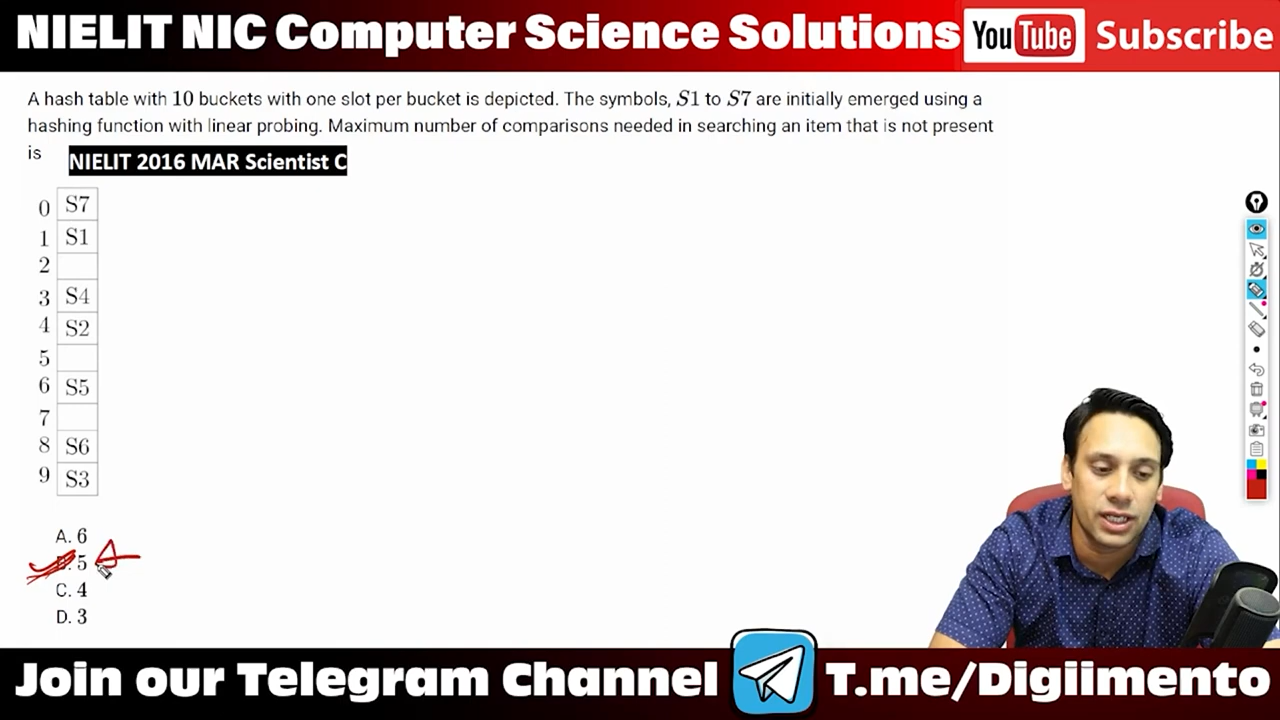 NIELIT NIC Computer Science Solutions YouTube Subscribe
A hash table with 10 buckets with one slot per bucket is depicted. The symbols, S1 to S7 are initially emerged using a
hashing function with linear probing. Maximum number of comparisons needed in searching an item that is not present
is NIELIT 2016 MAR Scientist C
0 S7
1 S1
2
3 S4
4 S2
5
6 S5
7
8 S6
9 S3
A. 6
5
C. 4
D. 3
Join our Telegram Channel T.me/Digiimento